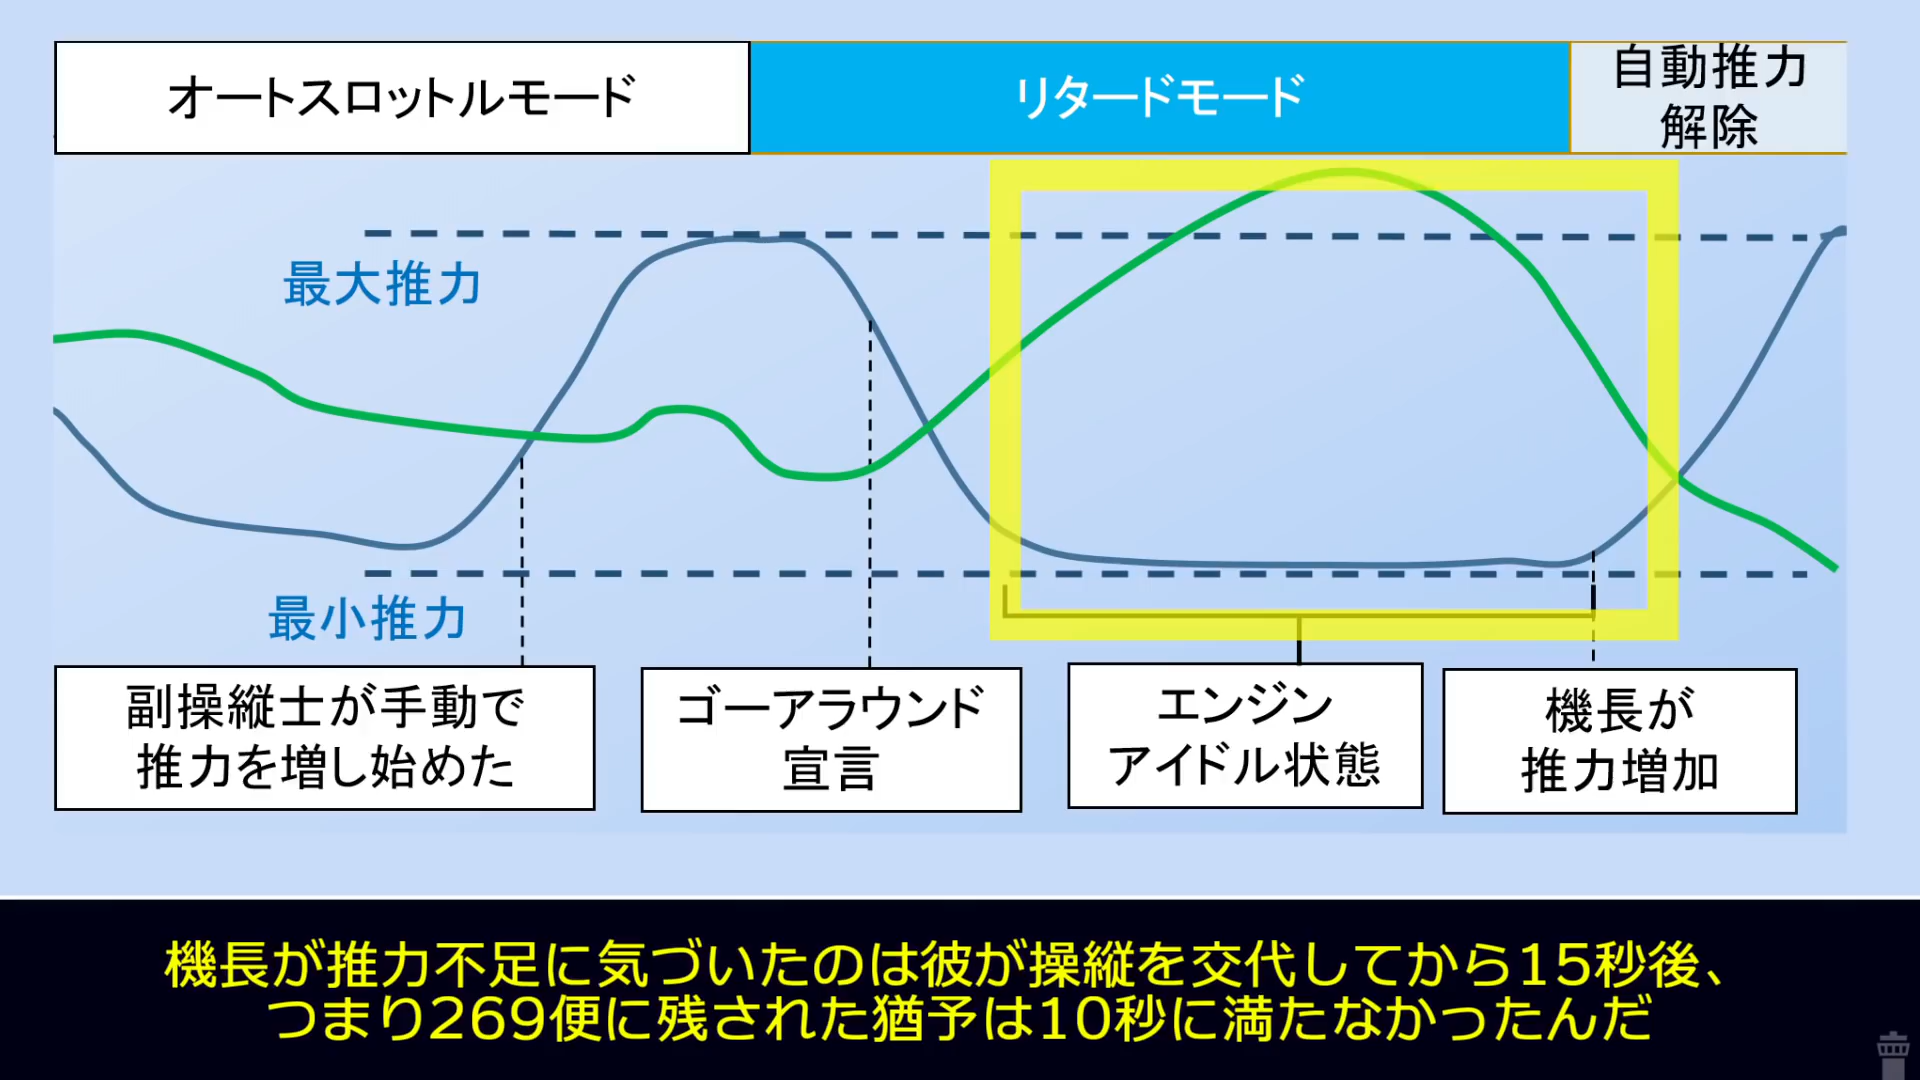 オートスロットルモード
リタードモード
自動推力
解除
最大推力
最小推力
副操縦士が手動で
推力を増し始めた
ゴーアラウンド
宣言
エンジン
アイドル状態
機長が
推力増加
機長が推力不足に気づいたのは彼が操縦を交代してから15秒後、
つまり269便に残された猶予は10秒に満たなかったんだ